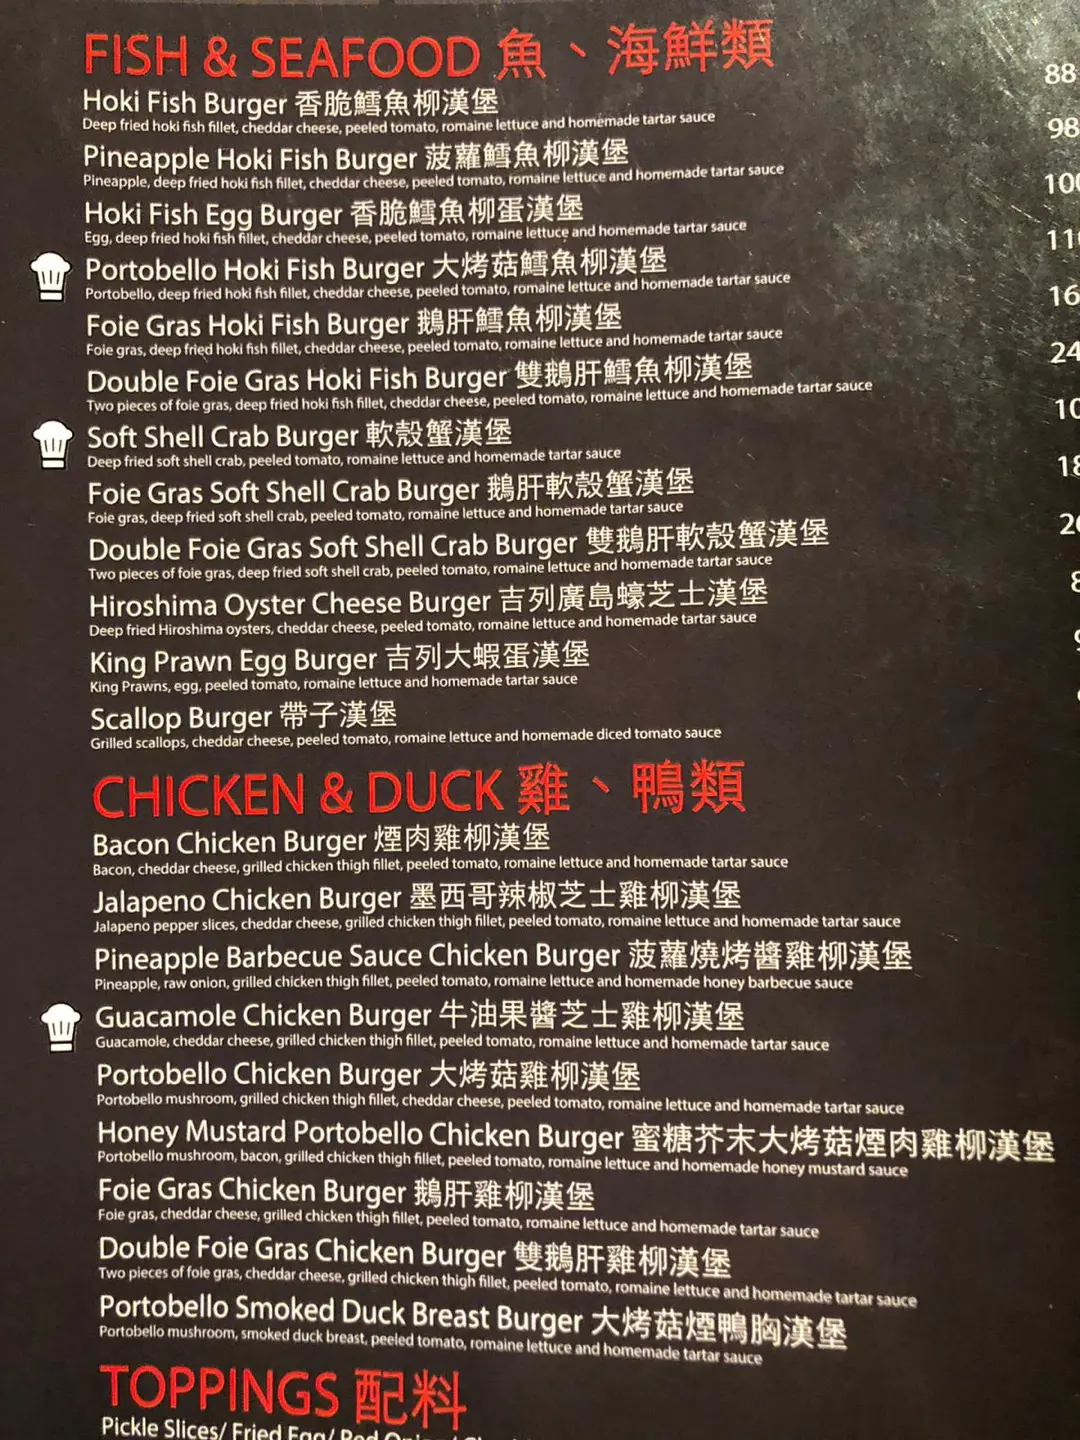 FISH & SEAFOOD 魚、海鮮類
Hoki Fish Burger 香脆鱈魚柳漢堡 88
Deep fried hoki fish fillet, cheddar cheese, peeled tomato, romaine lettuce and homemade tartar sauce
Pineapple Hoki Fish Burger 菠蘿鱈魚柳漢堡 98
Pineapple, deep fried hoki fish fillet, cheddar cheese, peeled tomato, romaine lettuce and homemade tartar sauce
Hoki Fish Egg Burger 香脆鱈魚柳蛋漢堡 100
Egg, deep fried hoki fish fillet, cheddar cheese, peeled tomato, romaine lettuce and homemade tartar sauce
Portobello Hoki Fish Burger 大烤菇鱈魚柳漢堡
Portobello, deep fried hoki fish fillet, cheddar cheese, peeled tomato, romaine lettuce and homemade tartar sauce
Foie Gras Hoki Fish Burger 鵝肝鱈魚柳漢堡
Foie gras, deep fried hoki fish fillet, cheddar cheese, peeled tomato, romaine lettuce and homemade tartar sauce
Double Foie Gras Hoki Fish Burger 雙鵝肝鱈魚柳漢堡
Two pieces of foie gras, deep fried hoki fish fillet, cheddar cheese, peeled tomato, romaine lettuce and homemade tartar sauce
Soft Shell Crab Burger 軟殼蟹漢堡
Deep fried soft shell crab, peeled tomato, romaine lettuce and homemade tartar sauce
Foie Gras Soft Shell Crab Burger 鵝肝軟殼蟹漢堡
Foie gras, deep fried soft shell crab, peeled tomato, romaine lettuce and homemade tartar sauce
Double Foie Gras Soft Shell Crab Burger 雙鵝肝軟殼蟹漢堡
Two pieces of foie gras, deep fried soft shell crab, peeled tomato, romaine lettuce and homemade tartar sauce
Hiroshima Oyster Cheese Burger 吉列廣島蠔芝士漢堡
Deep fried Hiroshima oysters, cheddar cheese, peeled tomato, romaine lettuce and homemade tartar sauce
King Prawn Egg Burger 吉列大蝦蛋漢堡
King Prawns, egg, peeled tomato, romaine lettuce and homemade tartar sauce
Scallop Burger 帶子漢堡
Grilled scallops, cheddar cheese, peeled tomato, romaine lettuce and homemade diced tomato sauce
CHICKEN & DUCK 雞、鴨類
Bacon Chicken Burger 煙肉雞柳漢堡
Bacon, cheddar cheese, grilled chicken thigh fillet, peeled tomato, romaine lettuce and homemade tartar sauce
Jalapeno Chicken Burger 墨西哥辣椒芝士雞柳漢堡
Jalapeno pepper slices, cheddar cheese, grilled chicken thigh fillet, peeled tomato, romaine lettuce and homemade tartar sauce
Pineapple Barbecue Sauce Chicken Burger 菠蘿燒烤醬雞柳漢堡
Pineapple, raw onion, grilled chicken thigh fillet, peeled tomato, romaine lettuce and homemade honey barbecue sauce
Guacamole Chicken Burger 牛油果醬芝士雞柳漢堡
Guacamole, cheddar cheese, grilled chicken thigh fillet, peeled tomato, romaine lettuce and homemade tartar sauce
Portobello Chicken Burger 大烤菇雞柳漢堡
Portobello mushroom, grilled chicken thigh fillet, cheddar cheese, peeled tomato, romaine lettuce and homemade tartar sauce
Honey Mustard Portobello Chicken Burger 蜜糖芥末大烤菇煙肉雞柳漢堡
Portobello mushroom, bacon, grilled chicken thigh fillet, peeled tomato, romaine lettuce and homemade honey mustard sauce
Foie Gras Chicken Burger 鵝肝雞柳漢堡
Foie gras, cheddar cheese, grilled chicken thigh fillet, peeled tomato, romaine lettuce and homemade tartar sauce
Double Foie Gras Chicken Burger 雙鵝肝雞柳漢堡
Two pieces of foie gras, cheddar cheese, grilled chicken thigh fillet, peeled tomato, romaine lettuce and homemade tartar sauce
Portobello Smoked Duck Breast Burger 大烤菇煙鴨胸漢堡
Portobello mushroom, smoked duck breast, peeled tomato, romaine lettuce and homemade tartar sauce
TOPPINGS 配料
Pickle Slices/ Fried Egg/